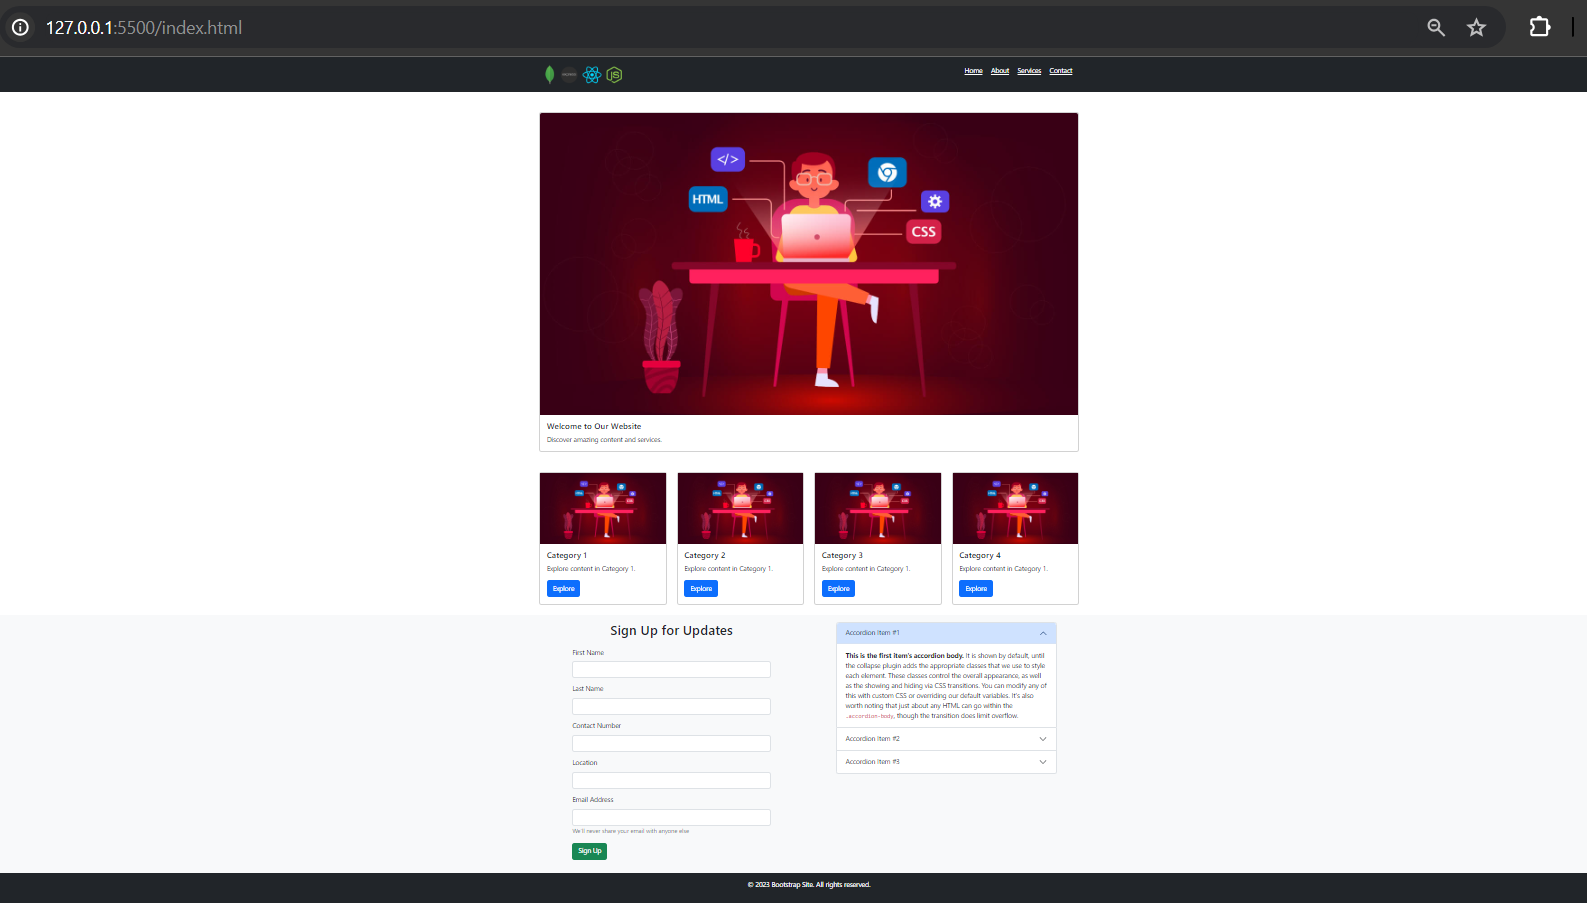 127.0.0.1:5500/index.html
JS
Home About Services Contact
</>
HTML
CSS
Welcome to Our Website
Discover amazing content and services.
Category 1
Explore content in Category 1.
Explore
Category 2
Explore content in Category 1.
Explore
Category 3
Explore content in Category 1.
Explore
Category 4
Explore content in Category 1.
Explore
Sign Up for Updates
First Name
Last Name
Contact Number
Location
Email Address
We'll never share your email with anyone else
Sign Up
Accordion Item #1
This is the first item's accordion body. It is shown by default, until
the collapse plugin adds the appropriate classes that we use to style
each element. These classes control the overall appearance, as well
as the showing and hiding via CSS transitions. You can modify any of
this with custom CSS or overriding our default variables. It's also
worth noting that just about any HTML can go within the
.accordion-body, though the transition does limit overflow.
Accordion Item #2
Accordion Item #3
© 2023 Bootstrap Site. All rights reserved.